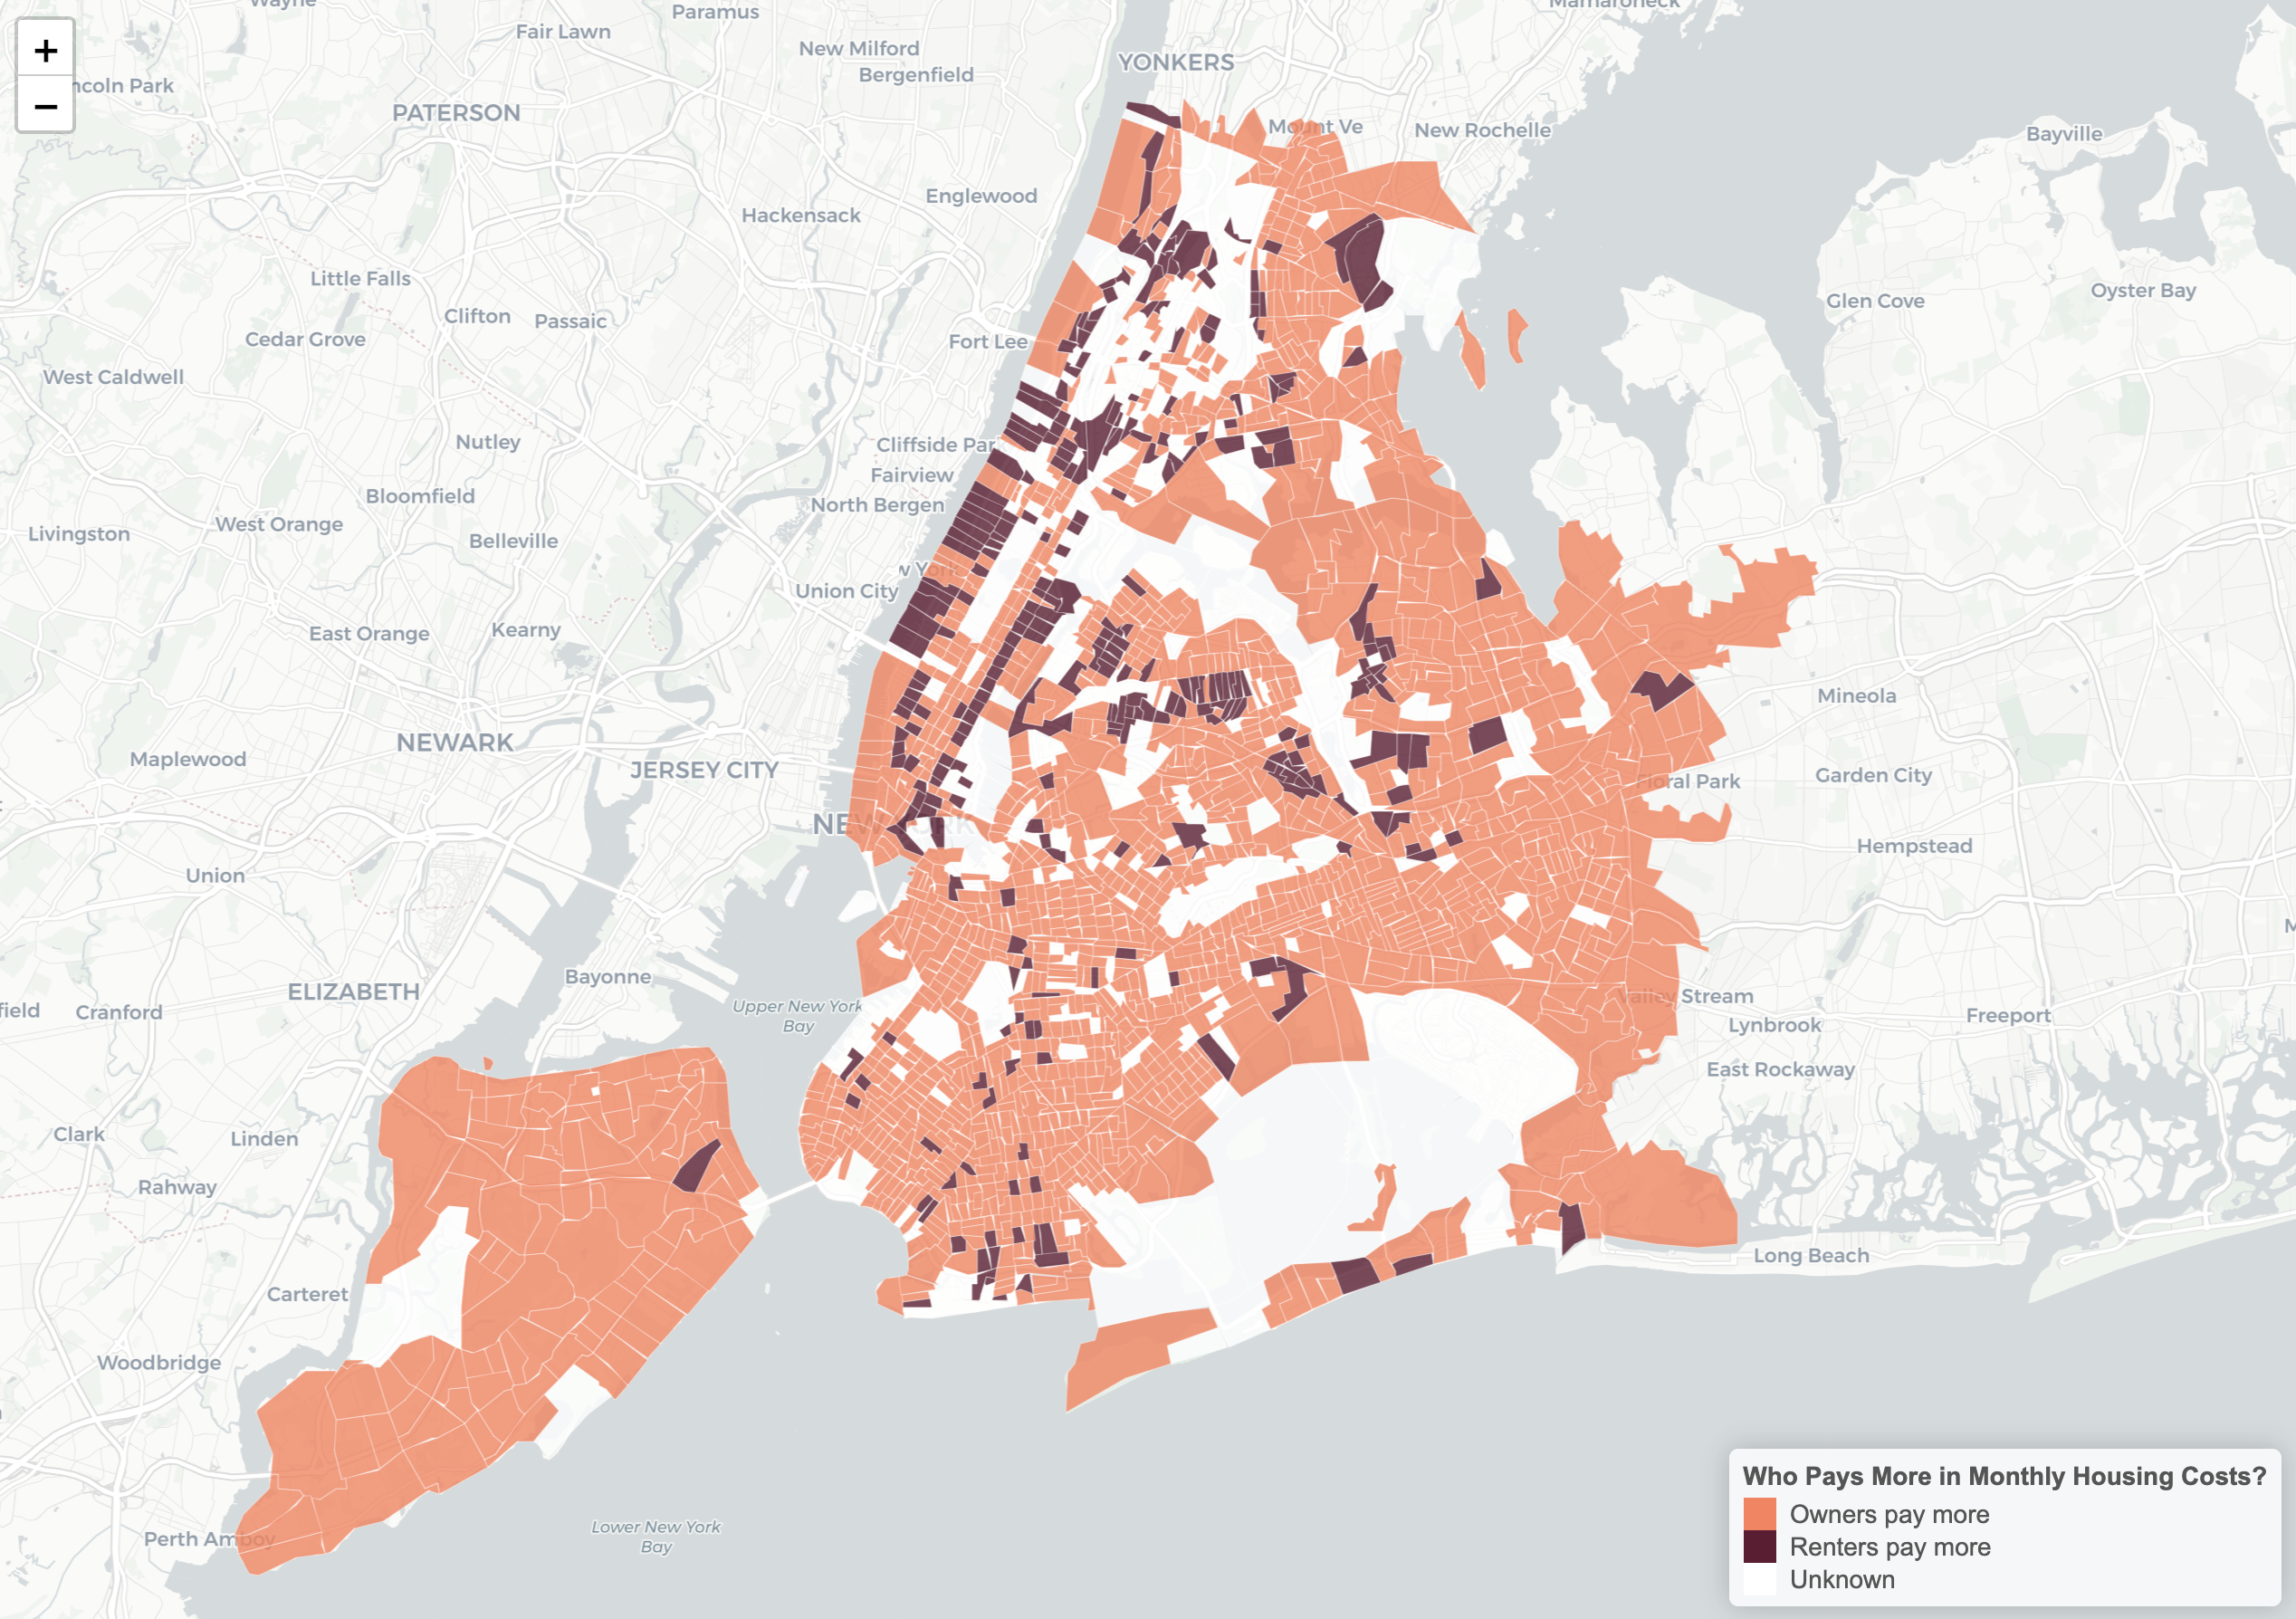 +
−
Wayne
Fair Lawn
Paramus
New Milford
Bergenfield
YONKERS
Mamaroneck
ncoln Park
PATERSON
Mount Ve
New Rochelle
Bayville
Englewood
Hackensack
Little Falls
Clifton
Passaic
Cedar Grove
Fort Lee
Glen Cove
Oyster Bay
West Caldwell
Nutley
Cliffside Par
Fairview
Bloomfield
North Bergen
Livingston
West Orange
Belleville
w York
Union City
East Orange
Kearny
Mineola
NEWARK
Maplewood
JERSEY CITY
Floral Park
Garden City
NEW YORK
Hempstead
Union
ELIZABETH
Bayonne
field
Cranford
Upper New York
Bay
Valley Stream
Lynbrook
Freeport
East Rockaway
Clark
Linden
Rahway
Long Beach
Carteret
Woodbridge
Perth Amboy
Lower New York
Bay
Who Pays More in Monthly Housing Costs?
Owners pay more
Renters pay more
Unknown